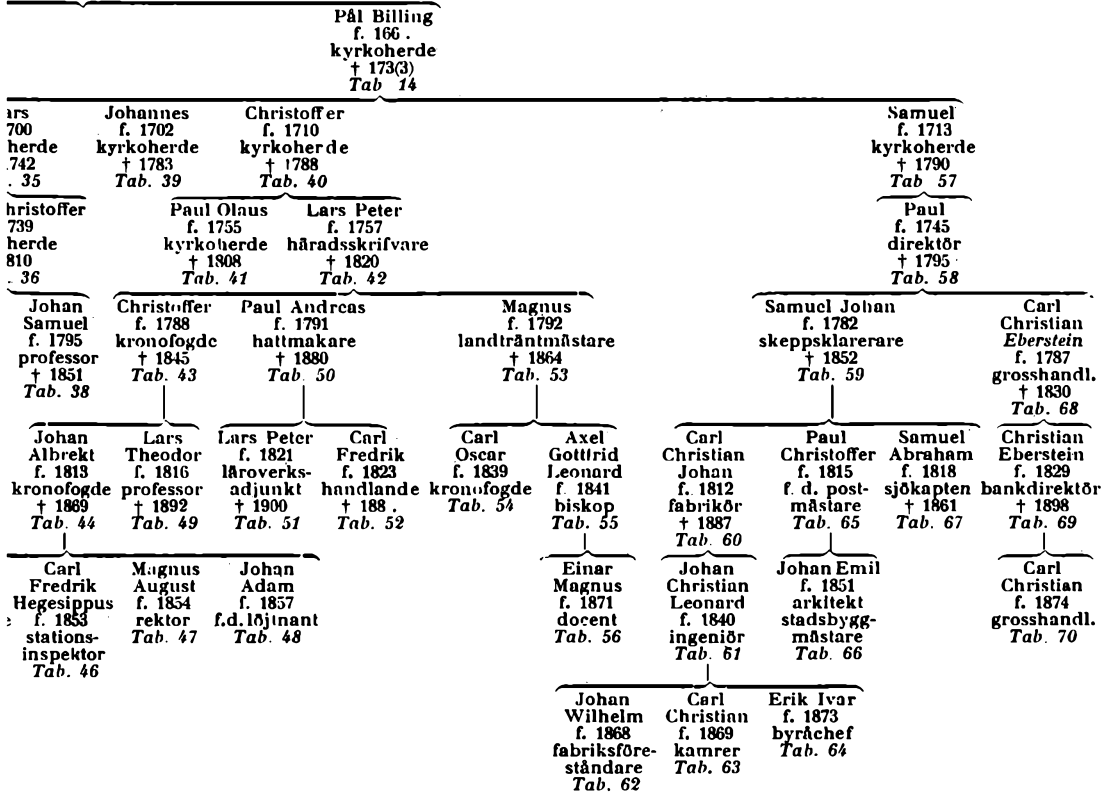 Pål Billing
f. 166 .
kyrkoherde
† 173(3)
Tab 14
ars
700
herde
742
. 35
Johannes
f. 1702
kyrkoherde
† 1783
Tab. 39
Christoffer
f. 1710
kyrkoherde
† 1788
Tab. 40
Samuel
f. 1713
kyrkoherde
† 1790
Tab 57
hristoffer
739
herde
810
. 36
Paul Olaus
f. 1755
kyrkoherde
† 1808
Tab. 41
Lars Peter
f. 1757
häradsskrifvare
† 1820
Tab. 42
Paul
f. 1745
direktör
† 1795
Tab. 58
Johan
Samuel
f. 1795
professor
† 1851
Tab. 38
Christoffer
f. 1788
kronofogde
† 1845
Tab. 43
Paul Andreas
f. 1791
hattmakare
† 1880
Tab. 50
Magnus
f. 1792
landträntmästare
† 1864
Tab. 53
Samuel Johan
f. 1782
skeppsklarerare
† 1852
Tab. 59
Carl
Christian
Eberstein
f. 1787
grosshandl.
† 1830
Tab. 68
Johan
Albrekt
f. 1813
kronofogde
† 1869
Tab. 44
Lars
Theodor
f. 1816
professor
† 1892
Tab. 49
Lars Peter
f. 1821
läroverks-
adjunkt
† 1900
Tab. 51
Carl
Fredrik
f. 1823
handlande
† 188 .
Tab. 52
Carl
Oscar
f. 1839
kronofogde
Tab. 54
Axel
Gottfrid
Leonard
f. 1841
biskop
Tab. 55
Carl
Christian
Johan
f. 1812
fabrikör
† 1887
Tab. 60
Paul
Christoffer
f. 1815
f. d. post-
mästare
Tab. 65
Samuel
Abraham
f. 1818
sjökapten
† 1861
Tab. 67
Christian
Eberstein
f. 1829
bankdirektör
† 1898
Tab. 69
Carl
Fredrik
Hegesippus
f. 1853
stations-
inspektor
Tab. 46
Magnus
August
f. 1854
rektor
Tab. 47
Johan
Adam
f. 1857
f.d. löjtnant
Tab. 48
Einar
Magnus
f. 1871
docent
Tab. 56
Johan
Christian
Leonard
f. 1840
ingeniör
Tab. 61
Johan Emil
f. 1851
arkitekt
stadsbygg-
mästare
Tab. 66
Carl
Christian
f. 1874
grosshandl.
Tab. 70
Johan
Wilhelm
f. 1868
fabriksföre-
ståndare
Tab. 62
Carl
Christian
f. 1869
kamrer
Tab. 63
Erik Ivar
f. 1873
byråchef
Tab. 64